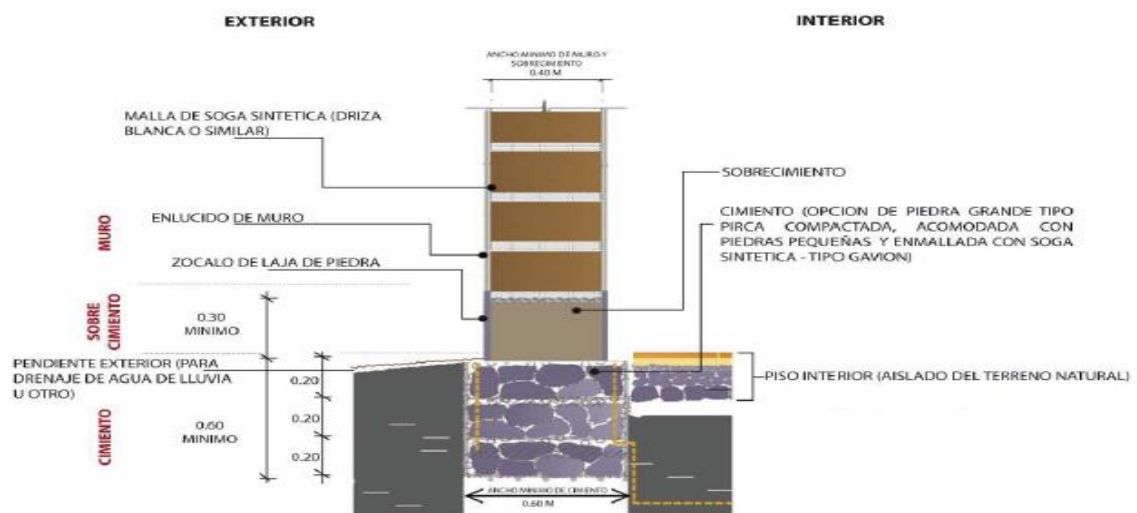 EXTERIOR
INTERIOR
ANCHO MINIMO DE MURO Y
SOBRECIMIENTO
0.40 M
MALLA DE SOGA SINTETICA (DRIZA
BLANCA O SIMILAR)
SOBRECIMIENTO
CIMIENTO (OPCION DE PIEDRA GRANDE TIPO
PIRCA COMPACTADA, ACOMODADA CON
PIEDRAS PEQUEÑAS Y ENMALLADA CON SOGA
SINTETICA - TIPO GAVION)
MURO
ENLUCIDO DE MURO
ZOCALO DE LAJA DE PIEDRA
SOBRE
CIMIENTO
0.30
MINIMO
PENDIENTE EXTERIOR (PARA
DRENAJE DE AGUA DE LLUVIA
U OTRO)
PISO INTERIOR (AISLADO DEL TERRENO NATURAL)
CIMIENTO
0.60
MINIMO
0.20
0.20
0.20
ANCHO MINIMO DE CIMIENTO
0.60 M